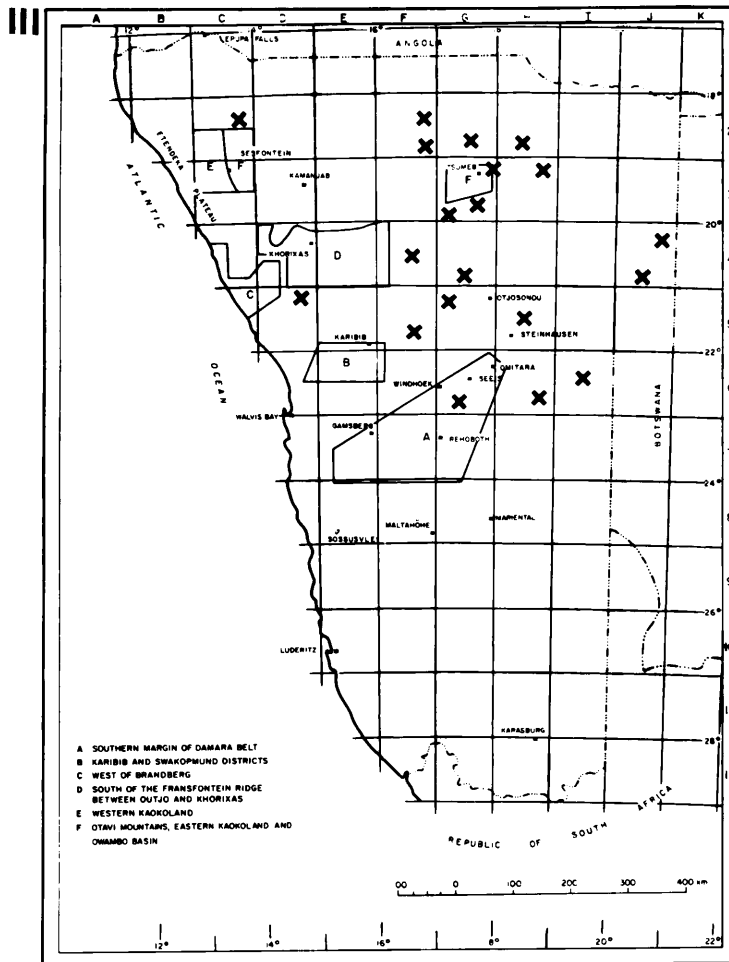 A B C D E F G H I J K
12° 14° 16° 18
EPUPA FALLS
ANGOLA
18°
SESFONTEIN
ETENDEKA
PLATEAU
E F
KAMANJAB
TSUMEB
F
ATLANTIC
OCEAN
20°
KHORIXAS
D
C
OTJOSONDU
KARIBIB
STEINHAUSEN
B
22°
OMITARA
WINDHOEK
SEEIS
WALVIS BAY
GAMSBERG
A
REHOBOTH
BOTSWANA
24°
MALTAHÖHE
MARIENTAL
SOSSUSVLEI
26°
LUDERITZ
KARASBURG
28°
A SOUTHERN MARGIN OF DAMARA BELT
B KARIBIB AND SWAKOPMUND DISTRICTS
C WEST OF BRANDBERG
D SOUTH OF THE FRANSFONTEIN RIDGE
BETWEEN OUTJO AND KHORIXAS
E WESTERN KAOKOLAND
F OTAVI MOUNTAINS, EASTERN KAOKOLAND AND
OWAMBO BASIN
REPUBLIC OF SOUTH AFRICA
00 0 100 200 300 400 km
12° 14° 16° 18° 20° 22°